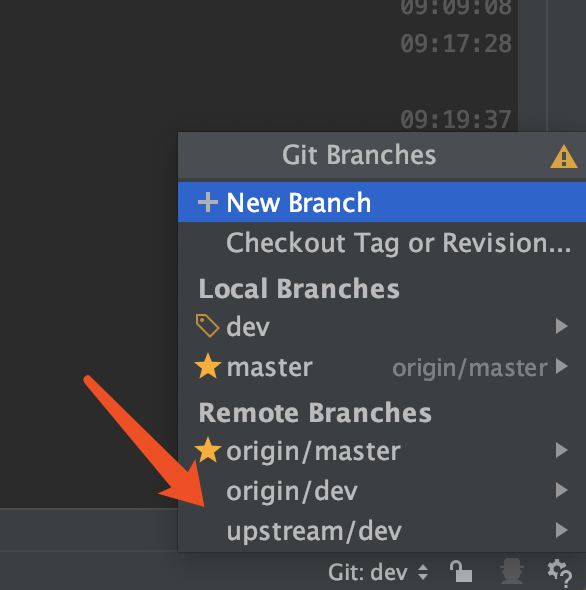 09:09:08
09:17:28
09:19:37
Git Branches
New Branch
Checkout Tag or Revision...
Local Branches
dev
master origin/master
Remote Branches
origin/master
origin/dev
upstream/dev
Git: dev